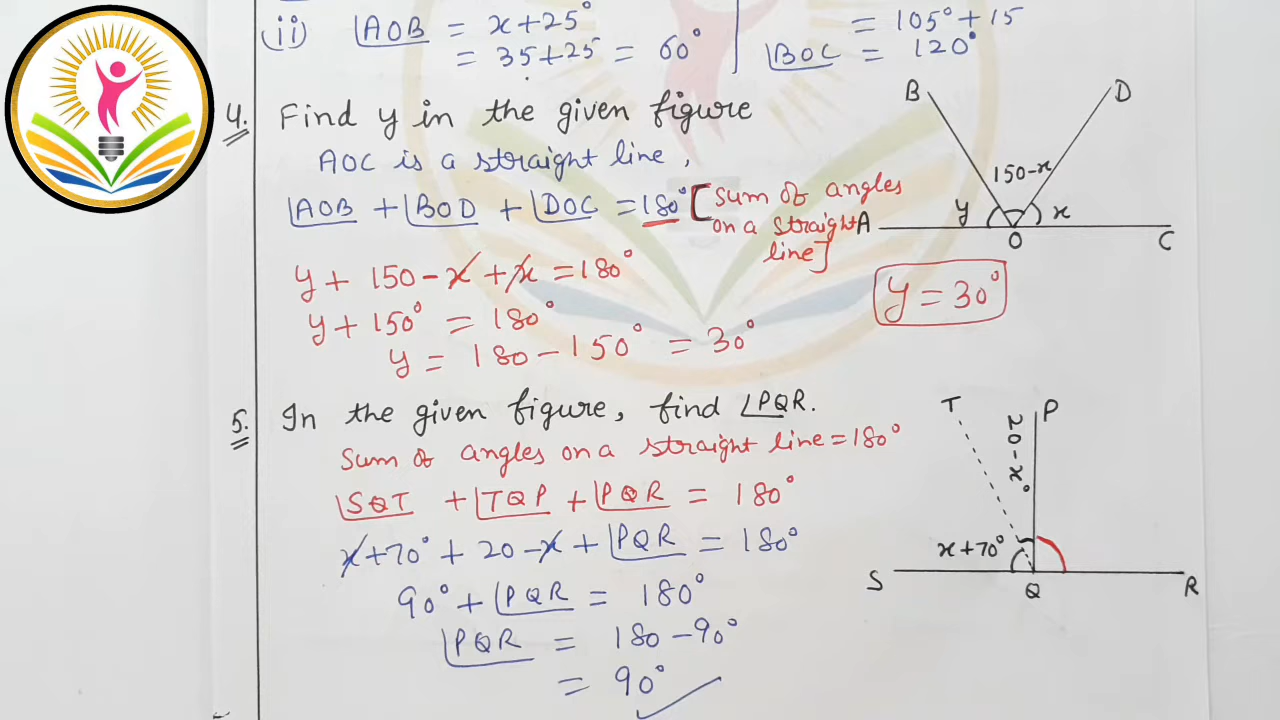 (ii) ∠AOB = x+25°
= 35+25 = 60°
= 105°+15
∠BOC = 120°
4. Find y in the given figure
AOC is a straight line,
∠AOB + ∠BOD + ∠DOC = 180° [sum of angles
on a straight
line]
y + 150 - x + x = 180°
y + 150° = 180°
y = 180 - 150° = 30°
B D
150-x
y x
A O C
y = 30°
5. In the given figure, find ∠PQR.
Sum of angles on a straight line = 180°
∠SQT + ∠TQP + ∠PQR = 180°
x+70° + 20-x + ∠PQR = 180°
90° + ∠PQR = 180°
∠PQR = 180 - 90°
= 90°
T P
20-x°
x+70°
S Q R